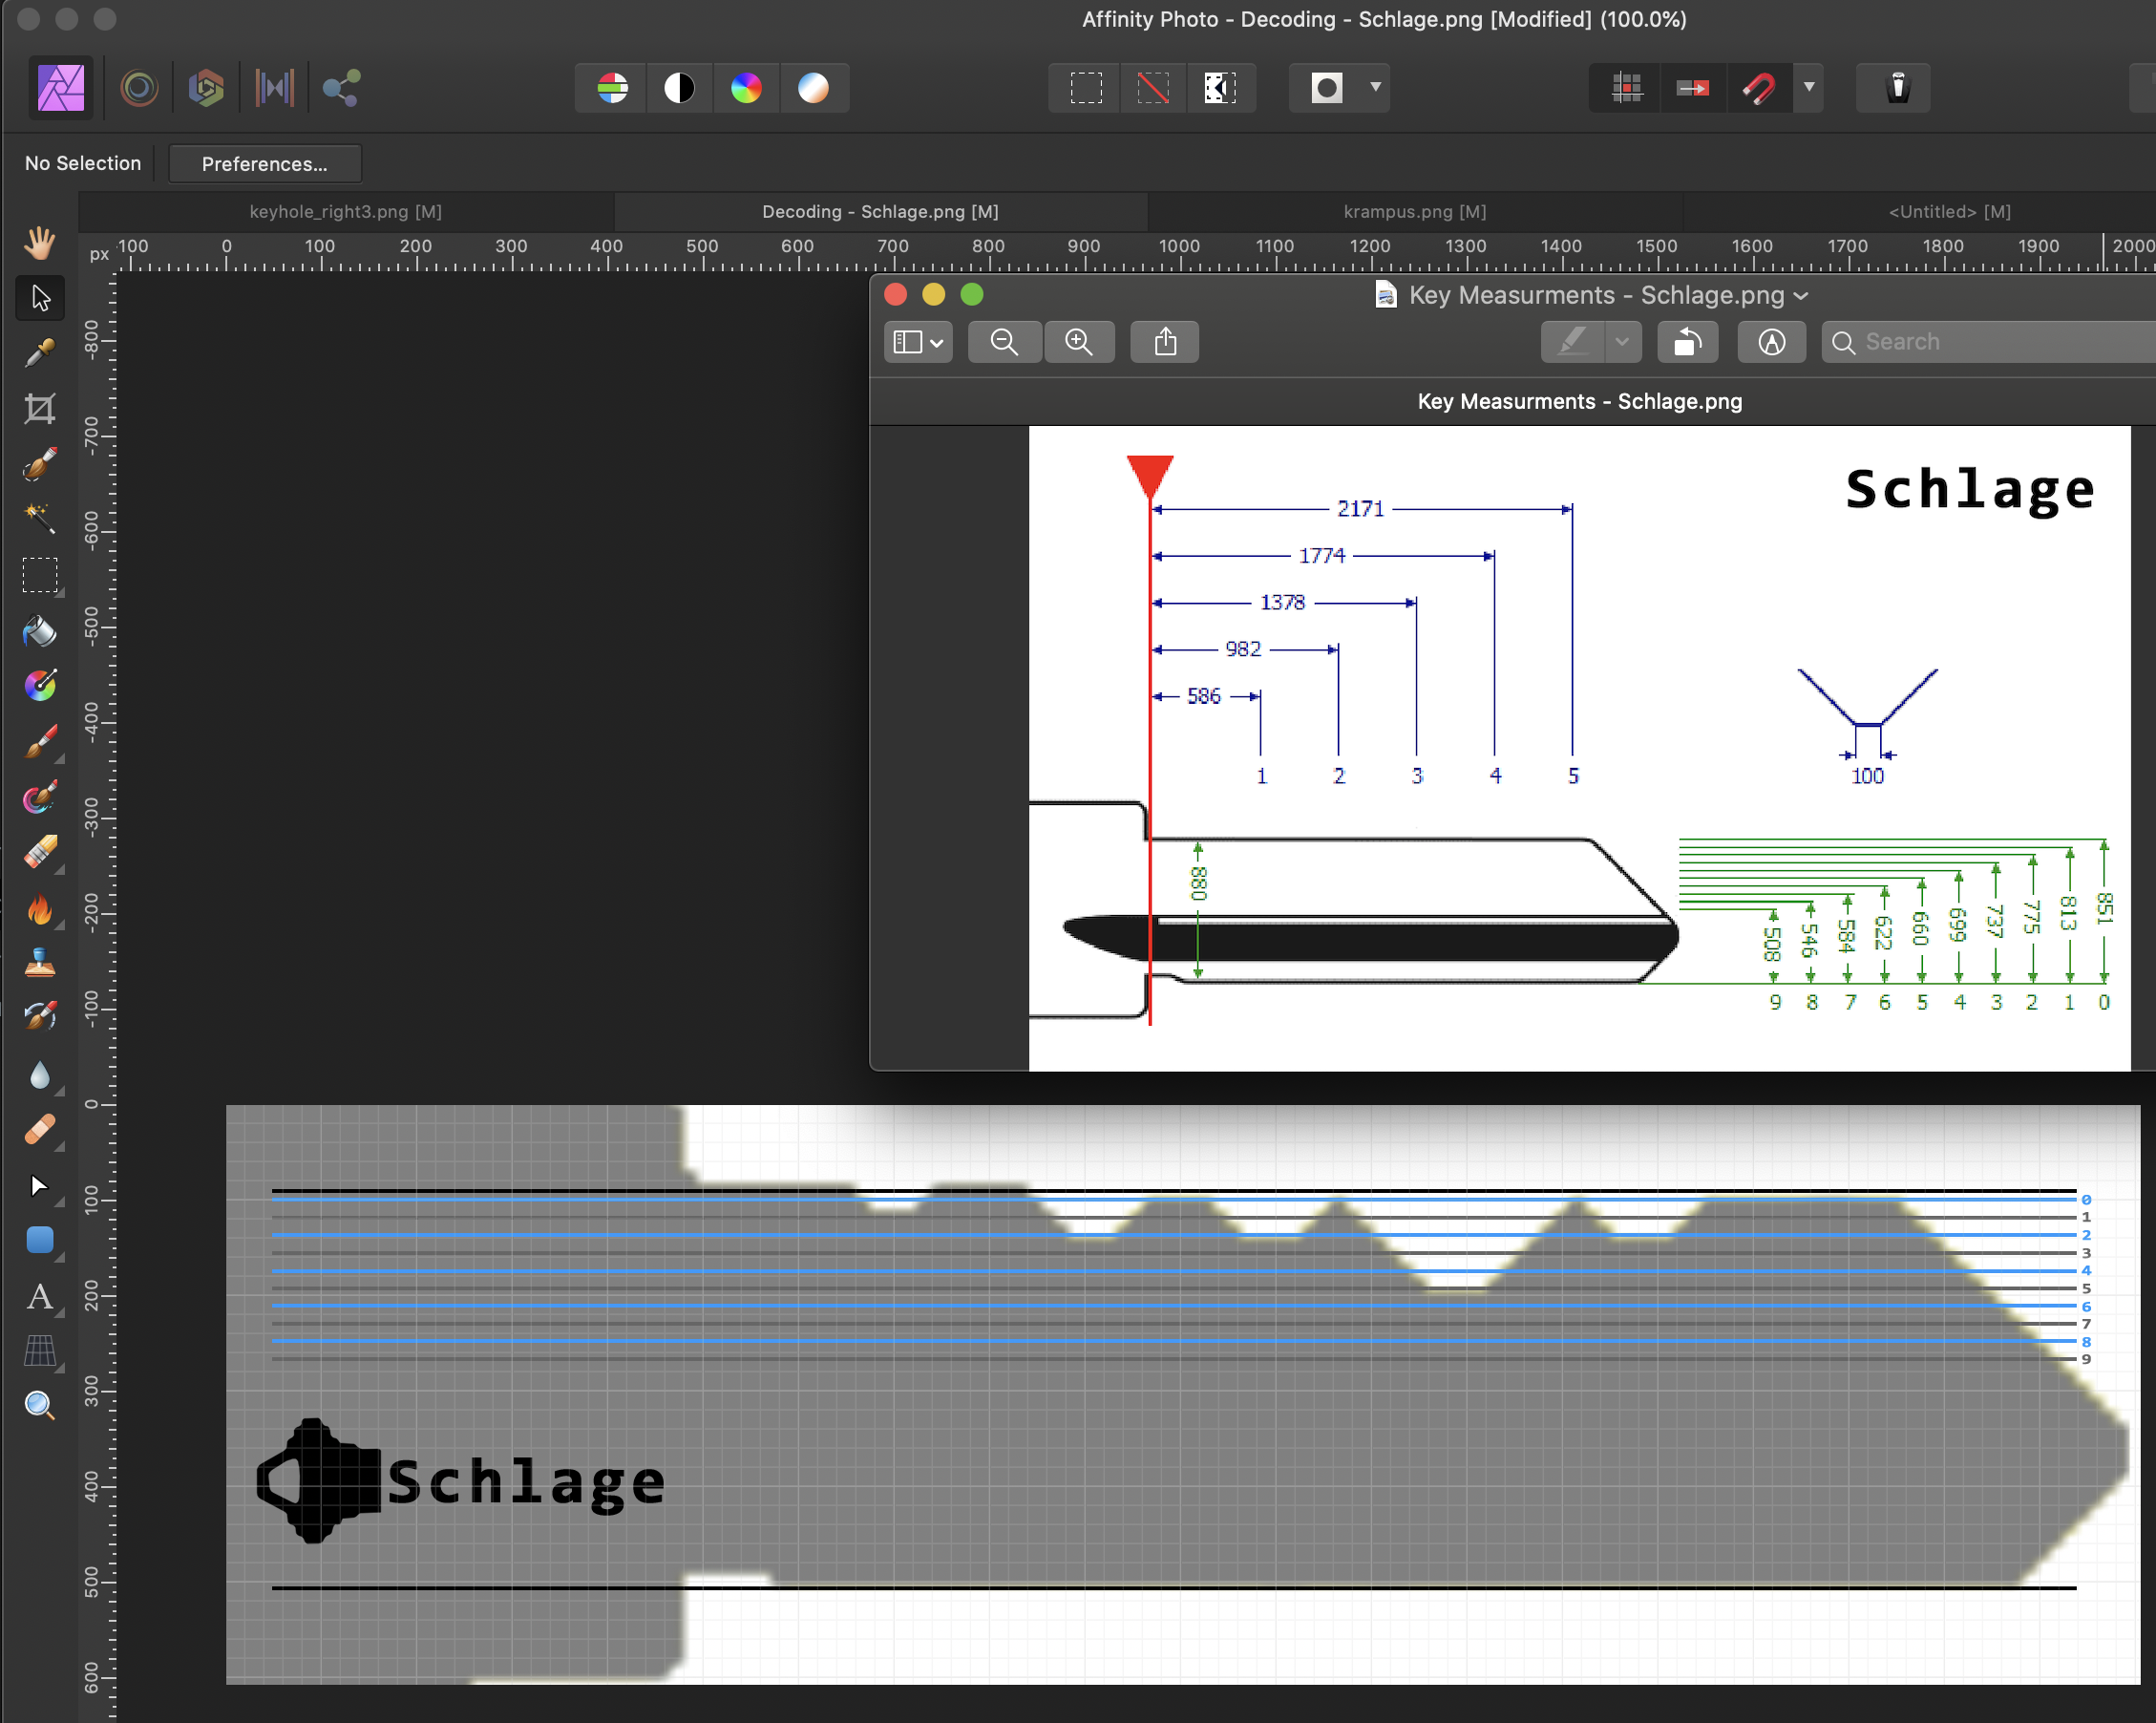 Affinity Photo - Decoding - Schlage.png [Modified] (100.0%)
No Selection
Preferences...
keyhole_right3.png [M]
Decoding - Schlage.png [M]
krampus.png [M]
<Untitled> [M]
px
100 0 100 200 300 400 500 600 700 800 900 1000 1100 1200 1300 1400 1500 1600 1700 1800 1900 2000
-800
-700
-600
-500
-400
-300
-200
-100
0
100
200
300
400
500
600
Key Measurments - Schlage.png
Search
Key Measurments - Schlage.png
Schlage
2171
1774
1378
982
586
1 2 3 4 5
100
880
508 546 584 622 660 699 737 775 813 851
9 8 7 6 5 4 3 2 1 0
0
1
2
3
4
5
6
7
8
9
Schlage